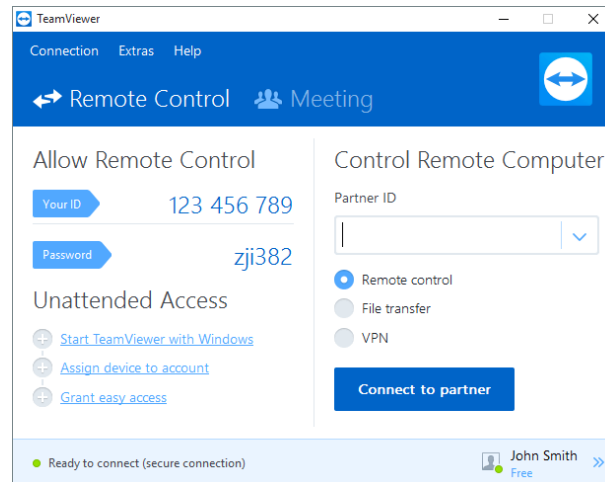 TeamViewer
Connection Extras Help
Remote Control Meeting
Allow Remote Control
Your ID 123 456 789
Password zji382
Unattended Access
Start TeamViewer with Windows
Assign device to account
Grant easy access
Control Remote Computer
Partner ID
Remote control
File transfer
VPN
Connect to partner
Ready to connect (secure connection)
John Smith
Free